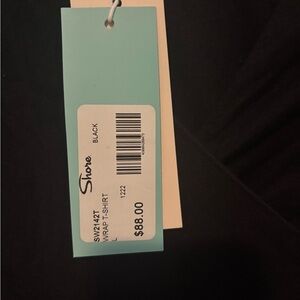 Shore
BLACK
SW2142T
WRAP T-SHIRT
L
1222
$88.00